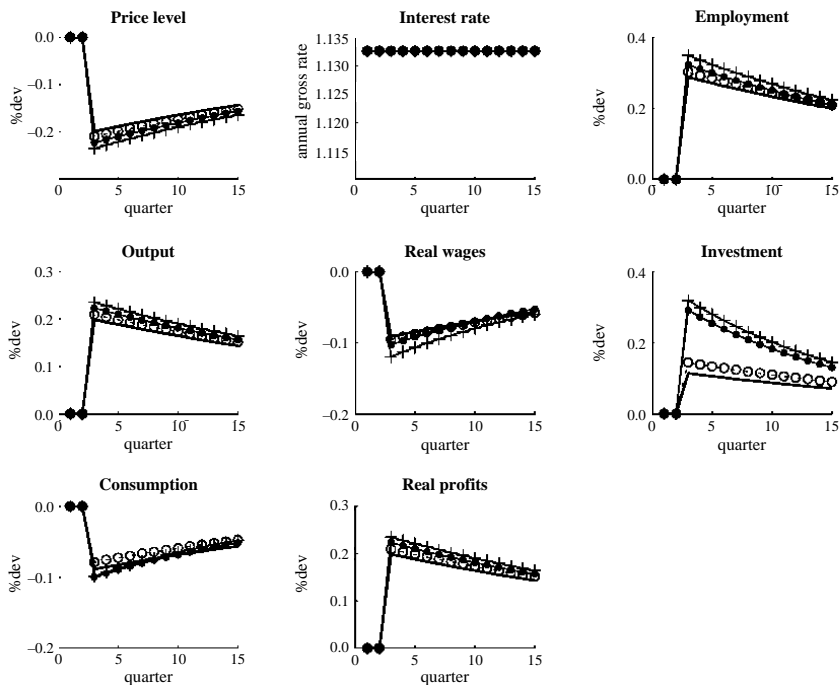 Price level
0.0
−0.1
−0.2
%dev
0
5
10
15
quarter
Interest rate
1.135
1.130
1.125
1.120
1.115
annual gross rate
0
5
10
15
quarter
Employment
0.4
0.2
0.0
%dev
0
5
10
15
quarter
Output
0.3
0.2
0.1
0.0
%dev
0
5
10
15
quarter
Real wages
0.0
−0.1
−0.2
%dev
0
5
10
15
quarter
Investment
0.4
0.2
0.0
%dev
0
5
10
15
quarter
Consumption
0.0
−0.1
−0.2
%dev
0
5
10
15
quarter
Real profits
0.3
0.2
0.1
0.0
%dev
0
5
10
15
quarter